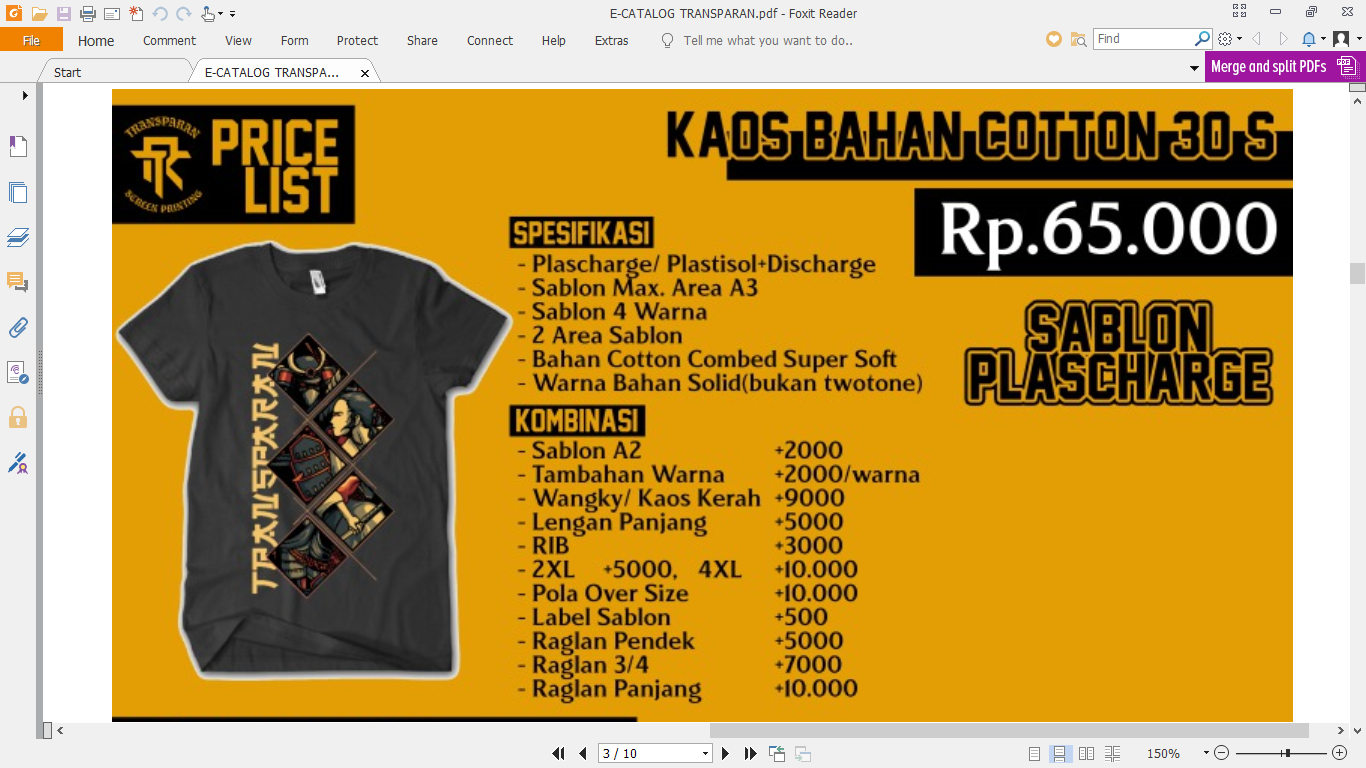 E-CATALOG TRANSPARAN.pdf - Foxit Reader
File Home Comment View Form Protect Share Connect Help Extras Tell me what you want to do.. Find
Start E-CATALOG TRANSPA... Merge and split PDFs
TRANSPARAN
SCREEN PRINTING
PRICE
LIST
KAOS BAHAN COTTON 30 S
Rp.65.000
SABLON
PLASCHARGE
TRANSPARAN
SPESIFIKASI
- Plascharge/ Plastisol+Discharge
- Sablon Max. Area A3
- Sablon 4 Warna
- 2 Area Sablon
- Bahan Cotton Combed Super Soft
- Warna Bahan Solid(bukan twotone)
KOMBINASI
- Sablon A2 +2000
- Tambahan Warna +2000/warna
- Wangky/ Kaos Kerah +9000
- Lengan Panjang +5000
- RIB +3000
- 2XL +5000, 4XL +10.000
- Pola Over Size +10.000
- Label Sablon +500
- Raglan Pendek +5000
- Raglan 3/4 +7000
- Raglan Panjang +10.000
3 / 10 150%